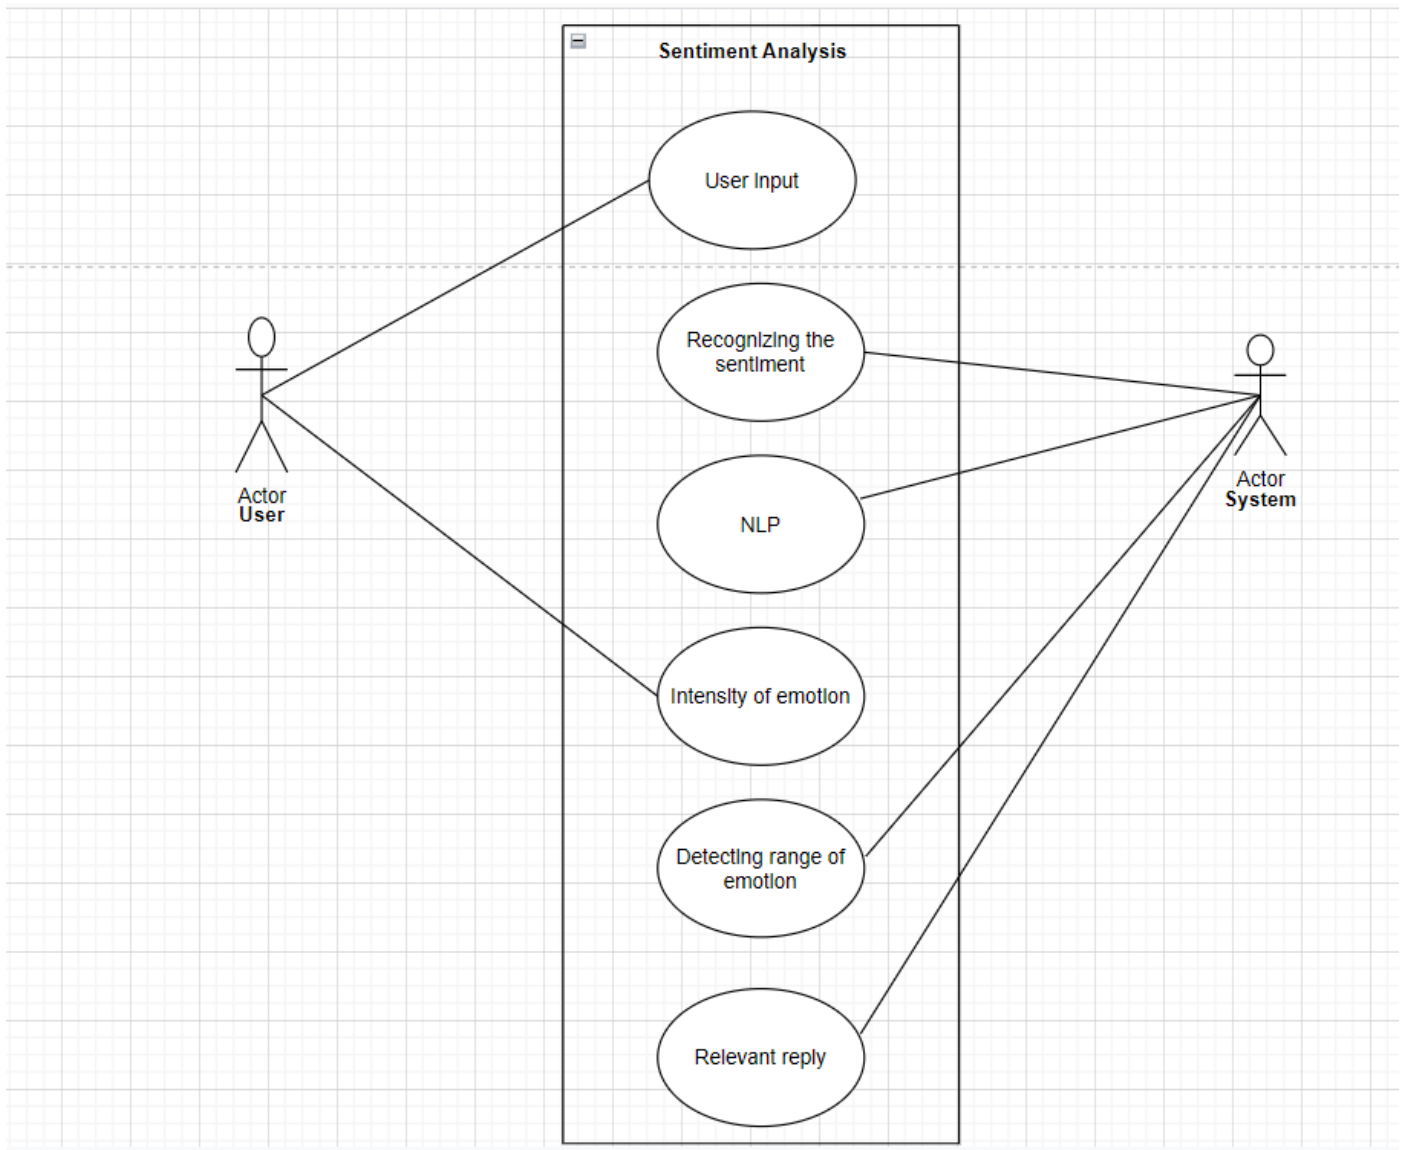 Sentiment Analysis
User Input
Recognizing the
sentiment
NLP
Intensity of emotion
Detecting range of
emotion
Relevant reply
Actor
User
Actor
System